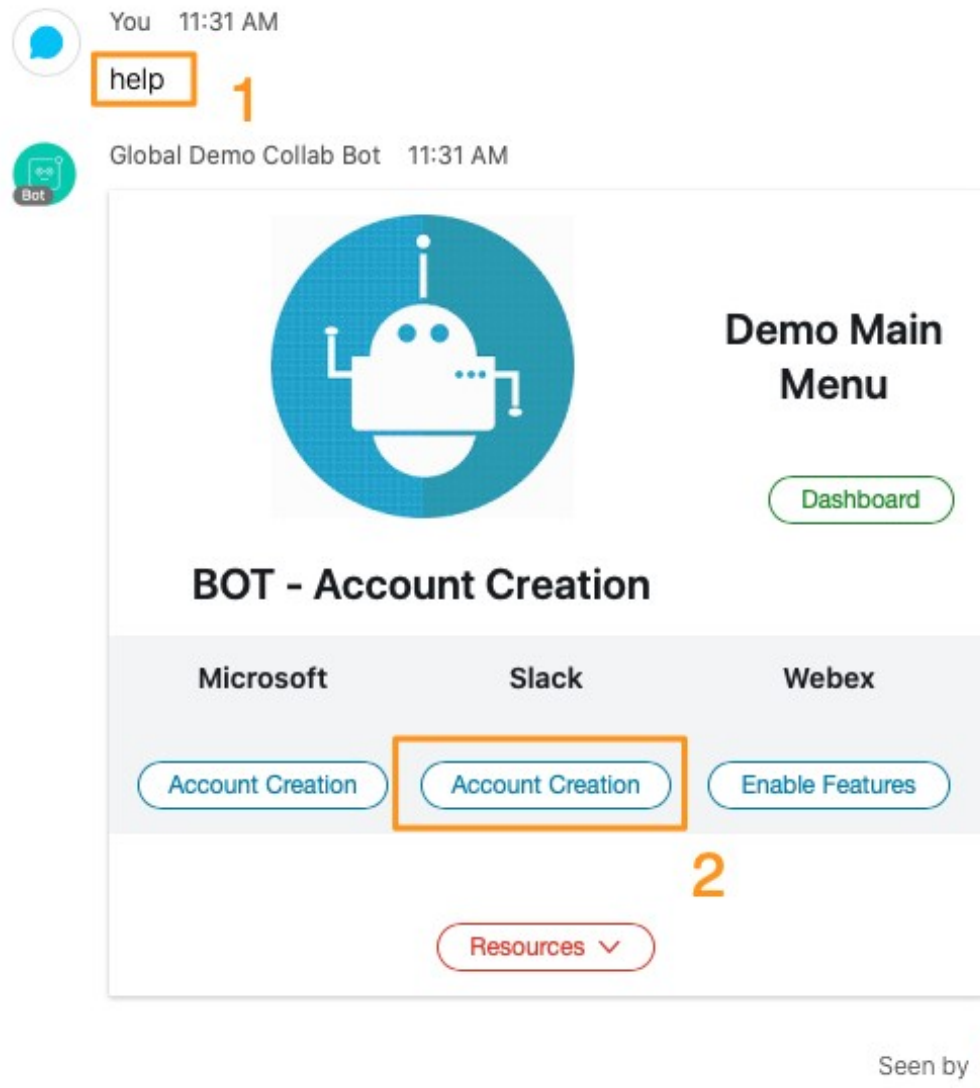 You 11:31 AM
help
1
Global Demo Collab Bot 11:31 AM
Bot
Demo Main
Menu
Dashboard
BOT - Account Creation
Microsoft Slack Webex
Account Creation Account Creation Enable Features
2
Resources
Seen by